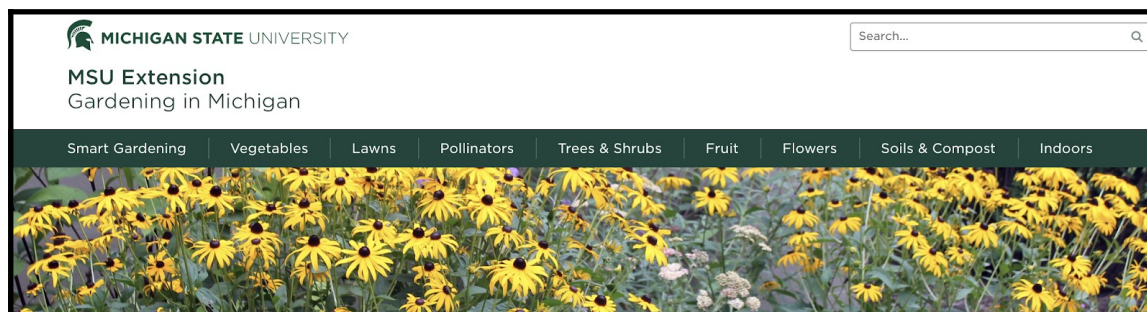 MICHIGAN STATE UNIVERSITY
Search...
MSU Extension
Gardening in Michigan
Smart Gardening
Vegetables
Lawns
Pollinators
Trees & Shrubs
Fruit
Flowers
Soils & Compost
Indoors